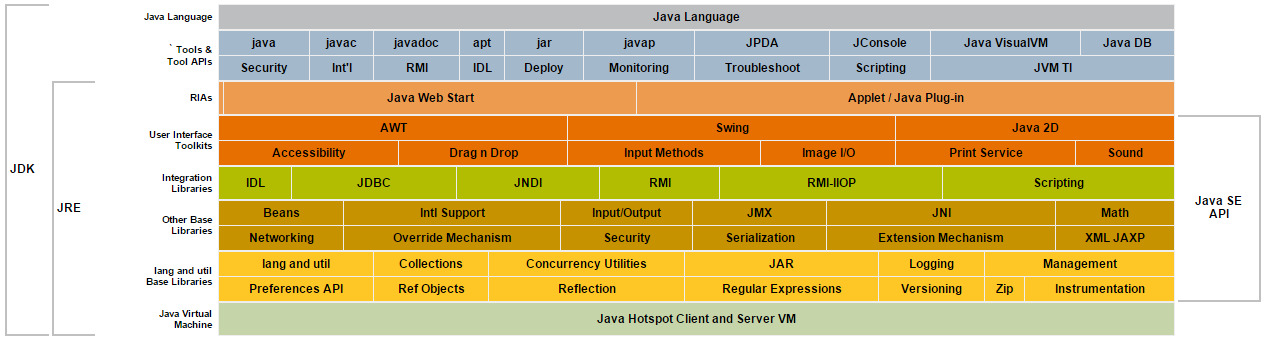 Java Language
Java Language
` Tools &
Tool APIs
java javac javadoc apt jar javap JPDA JConsole Java VisualVM Java DB
Security Int'l RMI IDL Deploy Monitoring Troubleshoot Scripting JVM TI
RIAs
Java Web Start Applet / Java Plug-in
User Interface
Toolkits
AWT Swing Java 2D
Accessibility Drag n Drop Input Methods Image I/O Print Service Sound
JDK
Integration
Libraries
IDL JDBC JNDI RMI RMI-IIOP Scripting
JRE
Java SE
API
Other Base
Libraries
Beans Intl Support Input/Output JMX JNI Math
Networking Override Mechanism Security Serialization Extension Mechanism XML JAXP
lang and util
Base Libraries
lang and util Collections Concurrency Utilities JAR Logging Management
Preferences API Ref Objects Reflection Regular Expressions Versioning Zip Instrumentation
Java Virtual
Machine
Java Hotspot Client and Server VM